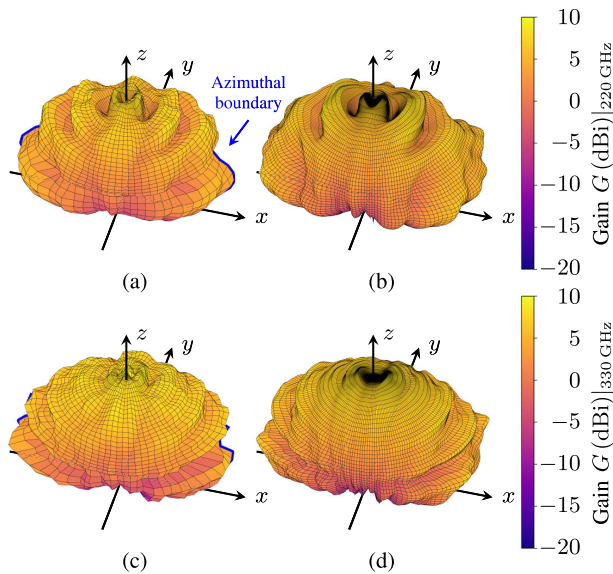 z
y
Azimuthal
boundary
x
(a)
z
y
x
(b)
10
5
0
−5
−10
−15
−20
Gain G (dBi)|220 GHz
z
y
x
(c)
z
y
x
(d)
10
5
0
−5
−10
−15
−20
Gain G (dBi)|330 GHz